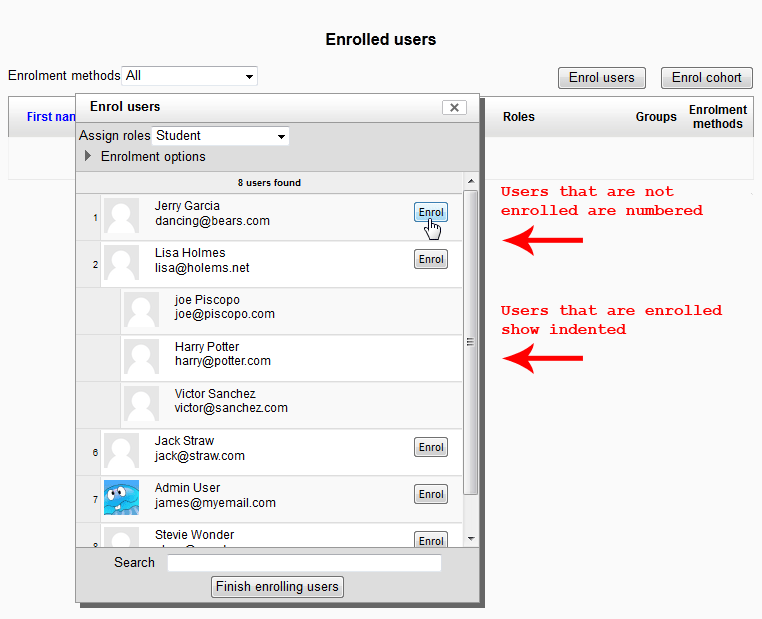 Enrolled users
Enrolment methods All
Enrol users
Enrol cohort
First nan
Roles
Groups
Enrolment
methods
Enrol users
Assign roles Student
Enrolment options
8 users found
1
Jerry Garcia
dancing@bears.com
Enrol
2
Lisa Holmes
lisa@holems.net
Enrol
joe Piscopo
joe@piscopo.com
Harry Potter
harry@potter.com
Victor Sanchez
victor@sanchez.com
6
Jack Straw
jack@straw.com
Enrol
7
Admin User
james@myemail.com
Enrol
8
Stevie Wonder
Enrol
Search
Finish enrolling users
Users that are not
enrolled are numbered
Users that are enrolled
show indented